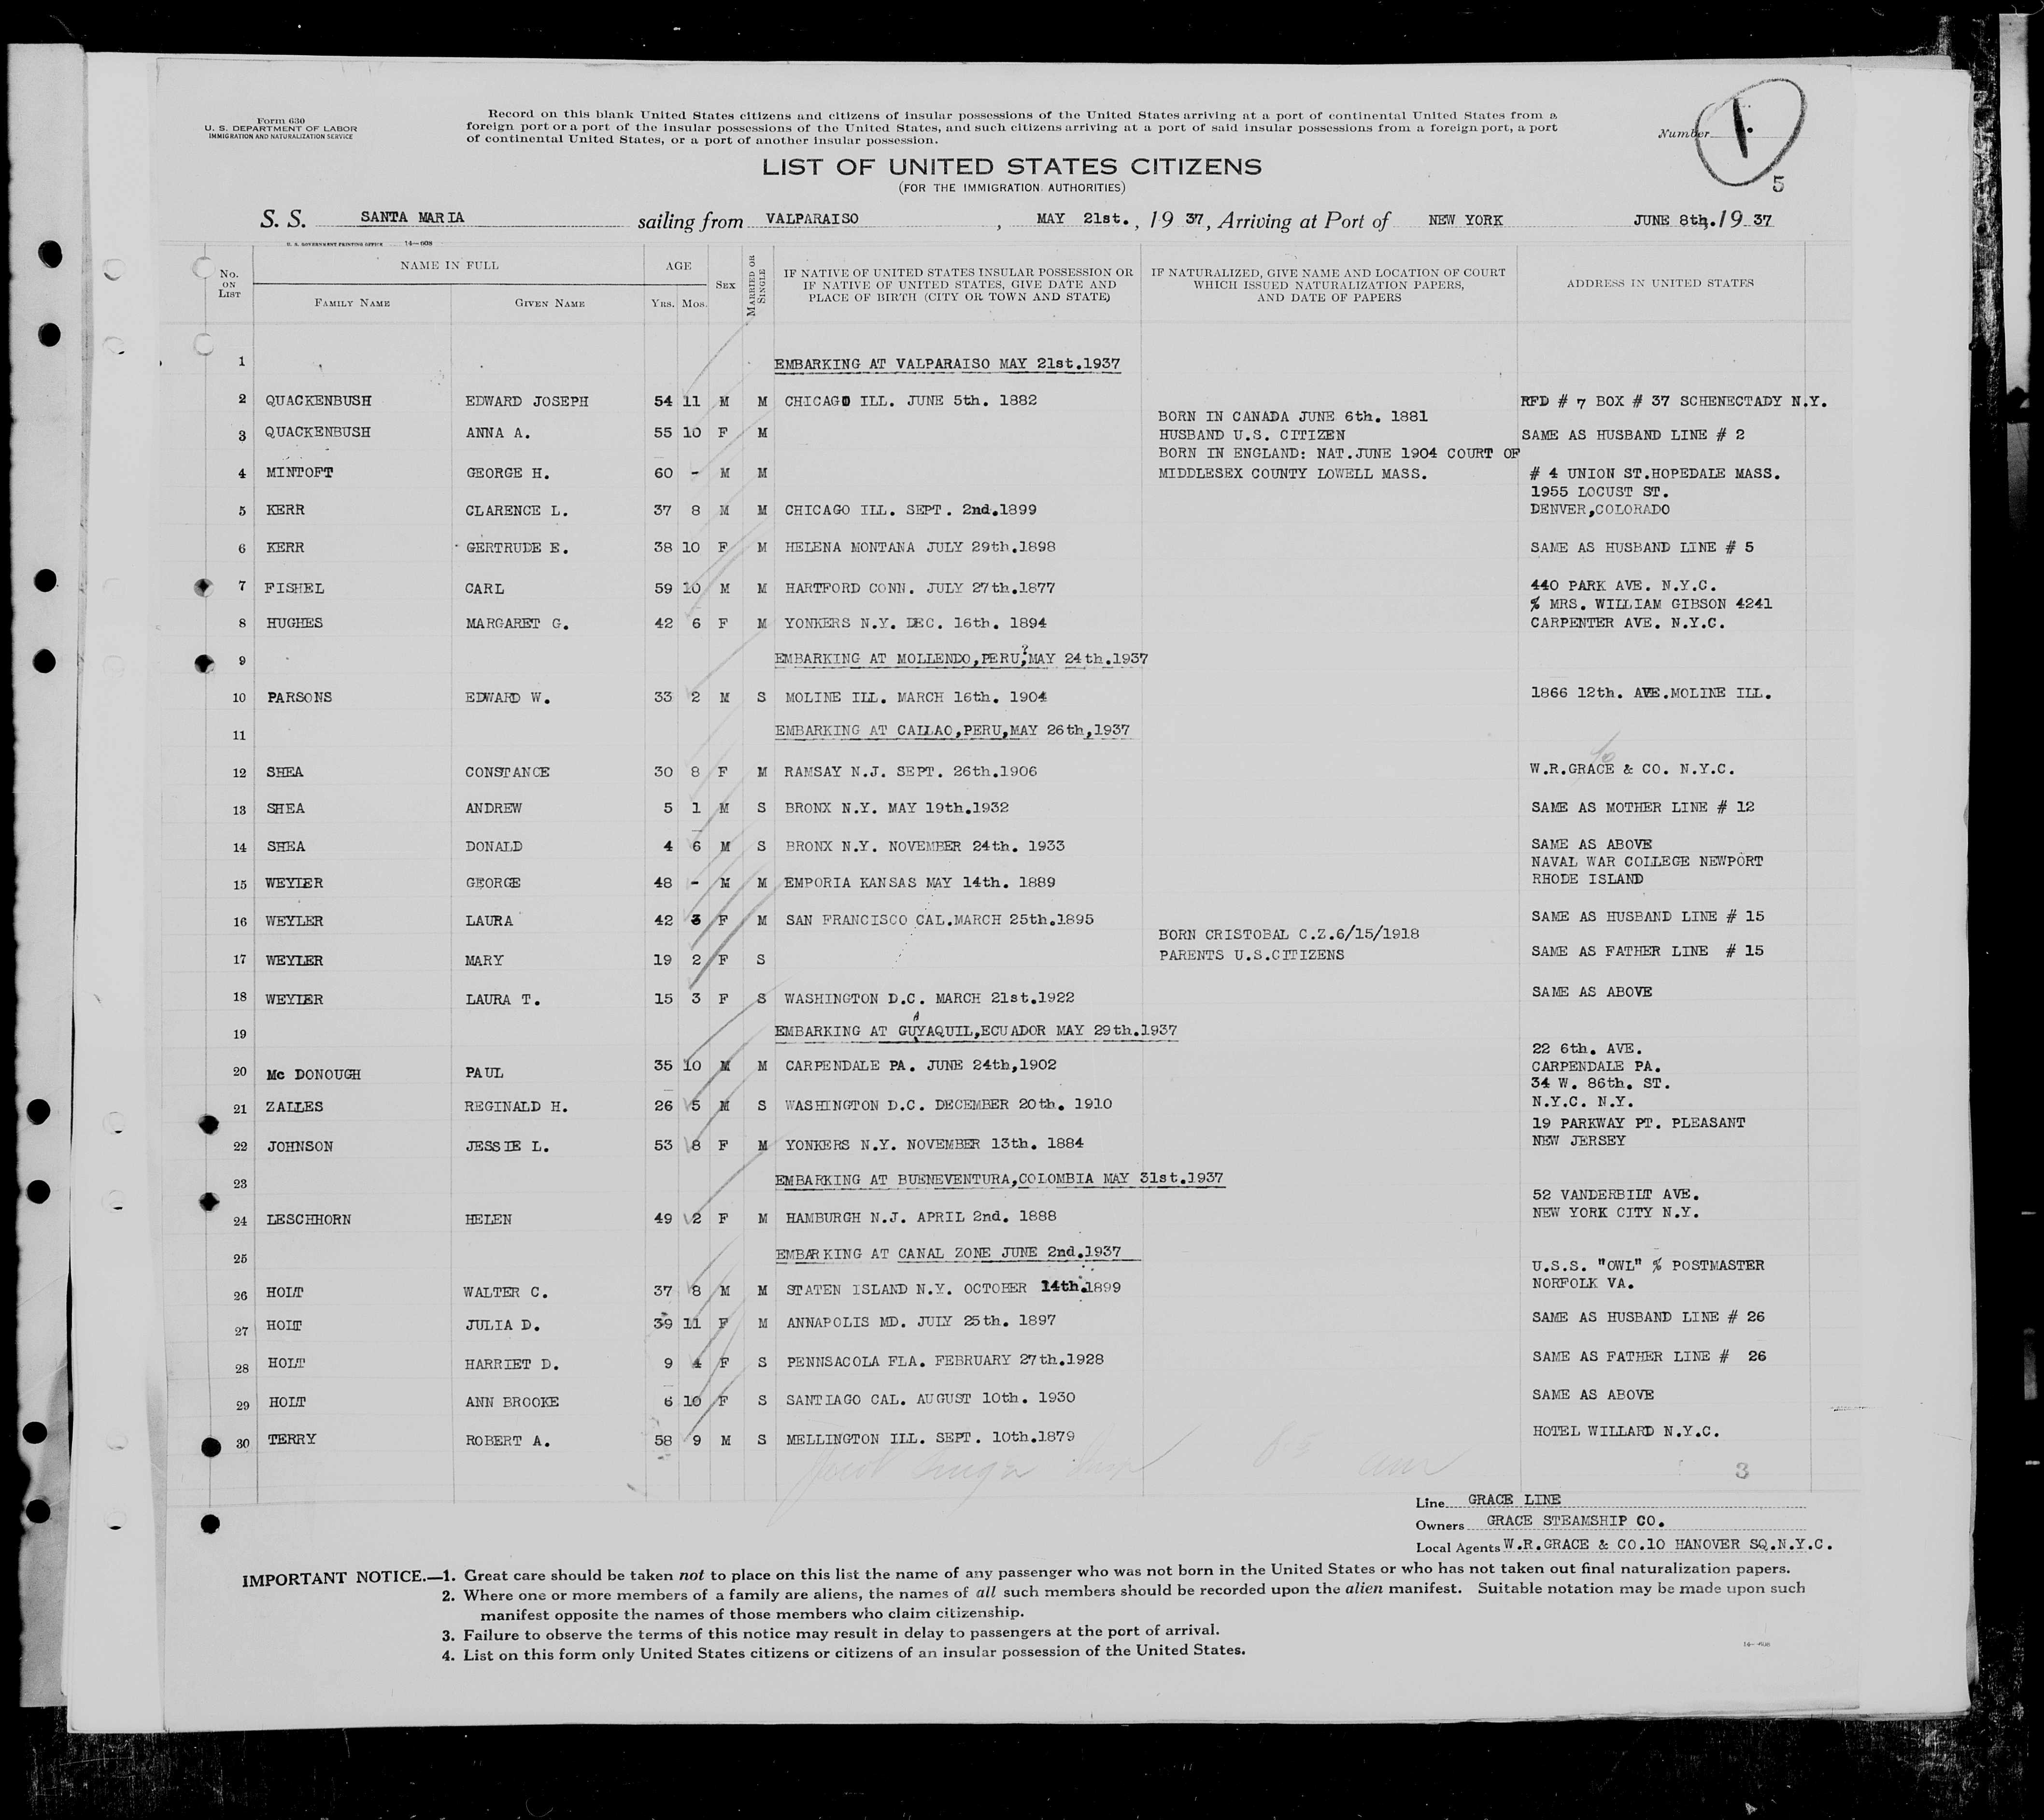 Form 630
U. S. DEPARTMENT OF LABOR
IMMIGRATION AND NATURALIZATION SERVICE
Record on this blank United States citizens and citizens of insular possessions of the United States arriving at a port of continental United States from a
foreign port or a port of the insular possessions of the United States, and such citizens arriving at a port of said insular possessions from a foreign port, a port
of continental United States, or a port of another insular possession.
Number 1.
LIST OF UNITED STATES CITIZENS
(FOR THE IMMIGRATION AUTHORITIES)
5
S. S. SANTA MARIA sailing from VALPARAISO, MAY 21st., 1937, Arriving at Port of NEW YORK JUNE 8th. 1937
U. S. GOVERNMENT PRINTING OFFICE 14-608
No. ON LIST
NAME IN FULL
FAMILY NAME GIVEN NAME
AGE
YRS. MOS.
SEX
MARRIED OR SINGLE
IF NATIVE OF UNITED STATES INSULAR POSSESSION OR
IF NATIVE OF UNITED STATES, GIVE DATE AND
PLACE OF BIRTH (CITY OR TOWN AND STATE)
IF NATURALIZED, GIVE NAME AND LOCATION OF COURT
WHICH ISSUED NATURALIZATION PAPERS,
AND DATE OF PAPERS
ADDRESS IN UNITED STATES
1 EMBARKING AT VALPARAISO MAY 21st.1937
2 QUACKENBUSH EDWARD JOSEPH 54 11 M M CHICAGO ILL. JUNE 5th. 1882 RFD # 7 BOX # 37 SCHENECTADY N.Y.
BORN IN CANADA JUNE 6th. 1881
3 QUACKENBUSH ANNA A. 55 10 F M HUSBAND U.S. CITIZEN SAME AS HUSBAND LINE # 2
BORN IN ENGLAND: NAT.JUNE 1904 COURT OF
4 MINTOFT GEORGE H. 60 - M M MIDDLESEX COUNTY LOWELL MASS. # 4 UNION ST.HOPEDALE MASS.
1955 LOCUST ST.
5 KERR CLARENCE L. 37 8 M M CHICAGO ILL. SEPT. 2nd.1899 DENVER,COLORADO
6 KERR GERTRUDE E. 38 10 F M HELENA MONTANA JULY 29th.1898 SAME AS HUSBAND LINE # 5
7 FISHEL CARL 59 10 M M HARTFORD CONN. JULY 27th.1877 440 PARK AVE. N.Y.C.
% MRS. WILLIAM GIBSON 4241
8 HUGHES MARGARET G. 42 6 F M YONKERS N.Y. DEC. 16th. 1894 CARPENTER AVE. N.Y.C.
9 EMBARKING AT MOLLENDO,PERU,MAY 24th.1937
10 PARSONS EDWARD W. 33 2 M S MOLINE ILL. MARCH 16th. 1904 1866 12th. AVE.MOLINE ILL.
11 EMBARKING AT CALLAO,PERU,MAY 26th,1937
12 SHEA CONSTANCE 30 8 F M RAMSAY N.J. SEPT. 26th.1906 W.R.GRACE & CO. N.Y.C.
13 SHEA ANDREW 5 1 M S BRONX N.Y. MAY 19th.1932 SAME AS MOTHER LINE # 12
14 SHEA DONALD 4 6 M S BRONX N.Y. NOVEMBER 24th. 1933 SAME AS ABOVE
NAVAL WAR COLLEGE NEWPORT
15 WEYLER GEORGE 48 - M M EMPORIA KANSAS MAY 14th. 1889 RHODE ISLAND
16 WEYLER LAURA 42 3 F M SAN FRANCISCO CAL.MARCH 25th.1895 SAME AS HUSBAND LINE # 15
BORN CRISTOBAL C.Z.6/15/1918
17 WEYLER MARY 19 2 F S PARENTS U.S.CITIZENS SAME AS FATHER LINE # 15
18 WEYLER LAURA T. 15 3 F S WASHINGTON D.C. MARCH 21st.1922 SAME AS ABOVE
19 EMBARKING AT GUYAQUIL,ECUADOR MAY 29th.1937
22 6th. AVE.
20 Mc DONOUGH PAUL 35 10 M M CARPENDALE PA. JUNE 24th,1902 CARPENDALE PA.
34 W. 86th. ST.
21 ZALLES REGINALD H. 26 5 M S WASHINGTON D.C. DECEMBER 20th. 1910 N.Y.C. N.Y.
19 PARKWAY PT. PLEASANT
22 JOHNSON JESSIE L. 53 8 F M YONKERS N.Y. NOVEMBER 13th. 1884 NEW JERSEY
23 EMBARKING AT BUENEVENTURA,COLOMBIA MAY 31st.1937
52 VANDERBILT AVE.
24 LESCHHORN HELEN 49 2 F M HAMBURGH N.J. APRIL 2nd. 1888 NEW YORK CITY N.Y.
25 EMBARKING AT CANAL ZONE JUNE 2nd.1937
U.S.S. "OWL" % POSTMASTER
26 HOLT WALTER C. 37 8 M M STATEN ISLAND N.Y. OCTOBER 14th.1899 NORFOLK VA.
27 HOLT JULIA D. 39 11 F M ANNAPOLIS MD. JULY 25th. 1897 SAME AS HUSBAND LINE # 26
28 HOLT HARRIET D. 9 4 F S PENNSACOLA FLA. FEBRUARY 27th.1928 SAME AS FATHER LINE # 26
29 HOLT ANN BROOKE 6 10 F S SANTIAGO CAL. AUGUST 10th. 1930 SAME AS ABOVE
30 TERRY ROBERT A. 58 9 M S MELLINGTON ILL. SEPT. 10th.1879 HOTEL WILLARD N.Y.C.
3
Line GRACE LINE
Owners GRACE STEAMSHIP CO.
Local Agents W.R.GRACE & CO.10 HANOVER SQ.N.Y.C.
IMPORTANT NOTICE.—1. Great care should be taken not to place on this list the name of any passenger who was not born in the United States or who has not taken out final naturalization papers.
2. Where one or more members of a family are aliens, the names of all such members should be recorded upon the alien manifest. Suitable notation may be made upon such
manifest opposite the names of those members who claim citizenship.
3. Failure to observe the terms of this notice may result in delay to passengers at the port of arrival.
4. List on this form only United States citizens or citizens of an insular possession of the United States.
14-608